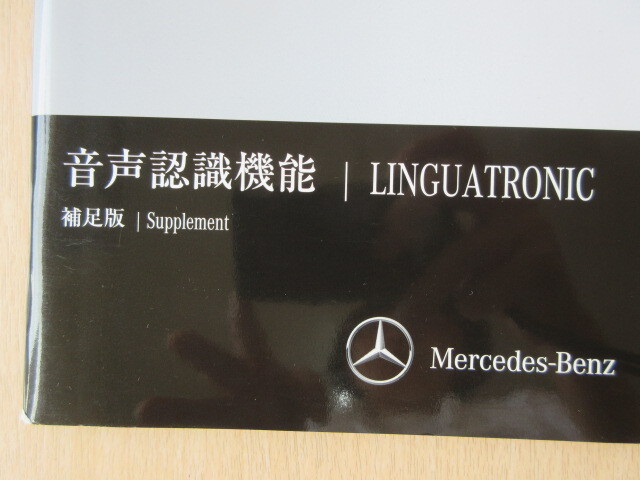 音声認識機能 | LINGUATRONIC
補足版 | Supplement
Mercedes-Benz